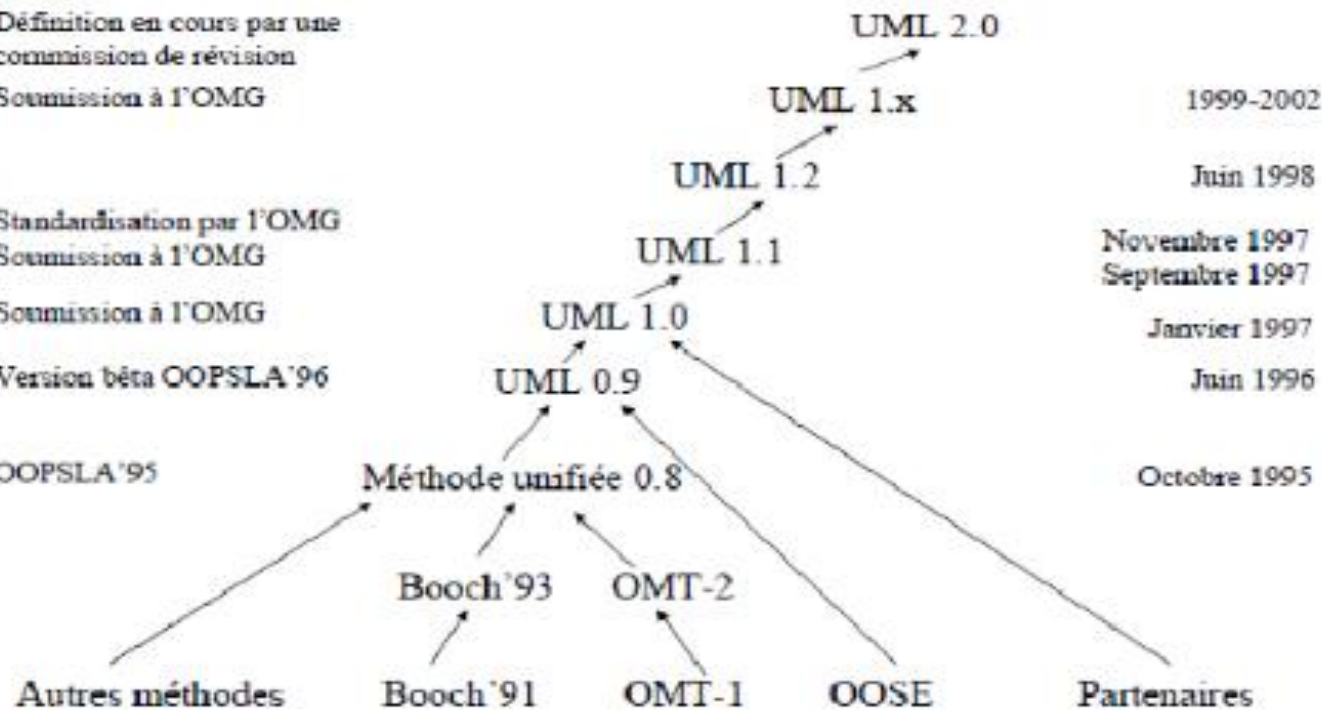 Définition en cours par une
commission de révision
UML 2.0
Soumission à l'OMG
UML 1.x
1999-2002
UML 1.2
Juin 1998
Standardisation par l'OMG
Soumission à l'OMG
UML 1.1
Novembre 1997
Septembre 1997
Soumission à l'OMG
UML 1.0
Janvier 1997
Version bêta OOPSLA'96
UML 0.9
Juin 1996
OOPSLA'95
Méthode unifiée 0.8
Octobre 1995
Booch'93
OMT-2
Autres méthodes
Booch'91
OMT-1
OOSE
Partenaires